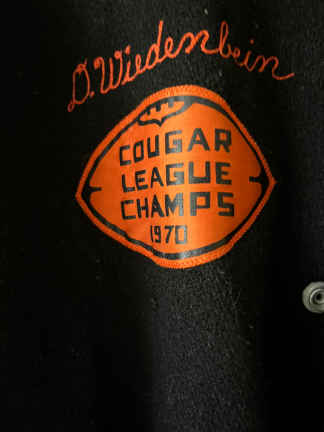 D. Wiedenbein
COUGAR
LEAGUE
CHAMPS
1970